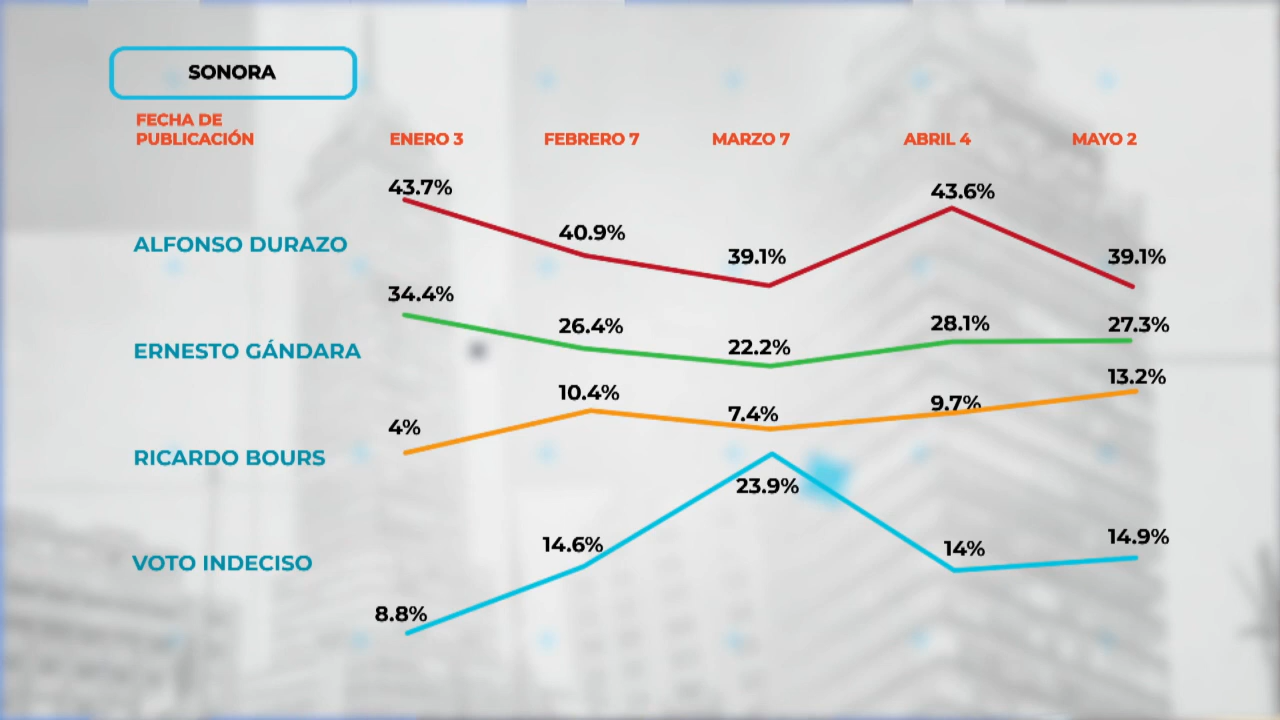 SONORA
FECHA DE
PUBLICACIÓN
ENERO 3
FEBRERO 7
MARZO 7
ABRIL 4
MAYO 2
ALFONSO DURAZO
43.7%
40.9%
39.1%
43.6%
39.1%
ERNESTO GÁNDARA
34.4%
26.4%
22.2%
28.1%
27.3%
RICARDO BOURS
4%
10.4%
7.4%
9.7%
13.2%
VOTO INDECISO
8.8%
14.6%
23.9%
14%
14.9%